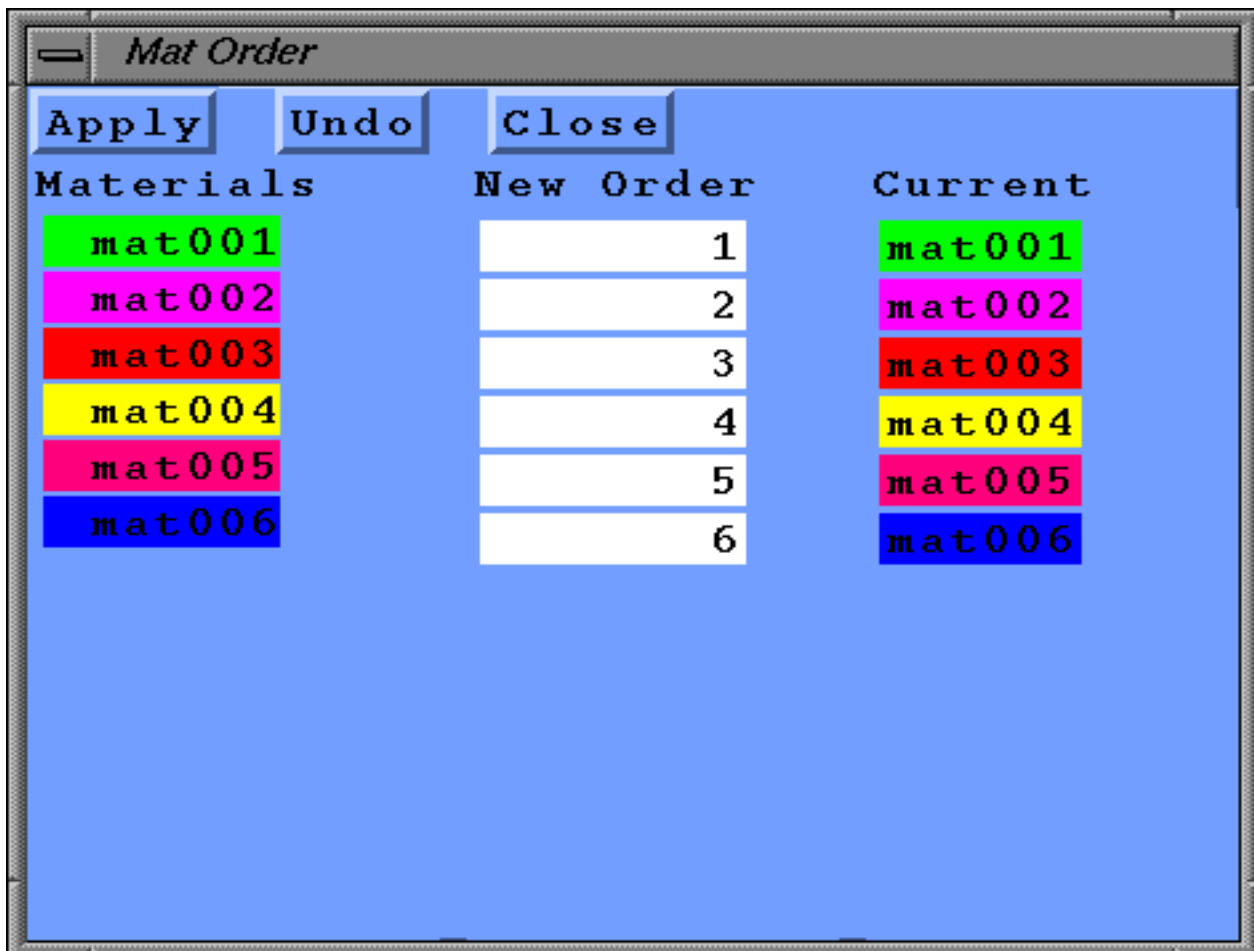 Mat Order
Apply Undo Close
Materials New Order Current
mat001 1 mat001
mat002 2 mat002
mat003 3 mat003
mat004 4 mat004
mat005 5 mat005
mat006 6 mat006